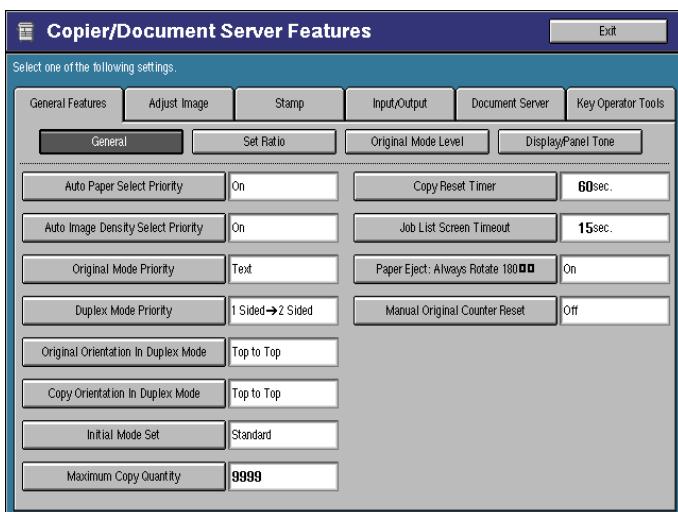 Copier/Document Server Features
Exit
Select one of the following settings.
General Features
Adjust Image
Stamp
Input/Output
Document Server
Key Operator Tools
General
Set Ratio
Original Mode Level
Display/Panel Tone
Auto Paper Select Priority
On
Auto Image Density Select Priority
On
Original Mode Priority
Text
Duplex Mode Priority
1 Sided→2 Sided
Original Orientation In Duplex Mode
Top to Top
Copy Orientation In Duplex Mode
Top to Top
Initial Mode Set
Standard
Maximum Copy Quantity
9999
Copy Reset Timer
60sec.
Job List Screen Timeout
15sec.
Paper Eject: Always Rotate 180□□
On
Manual Original Counter Reset
Off